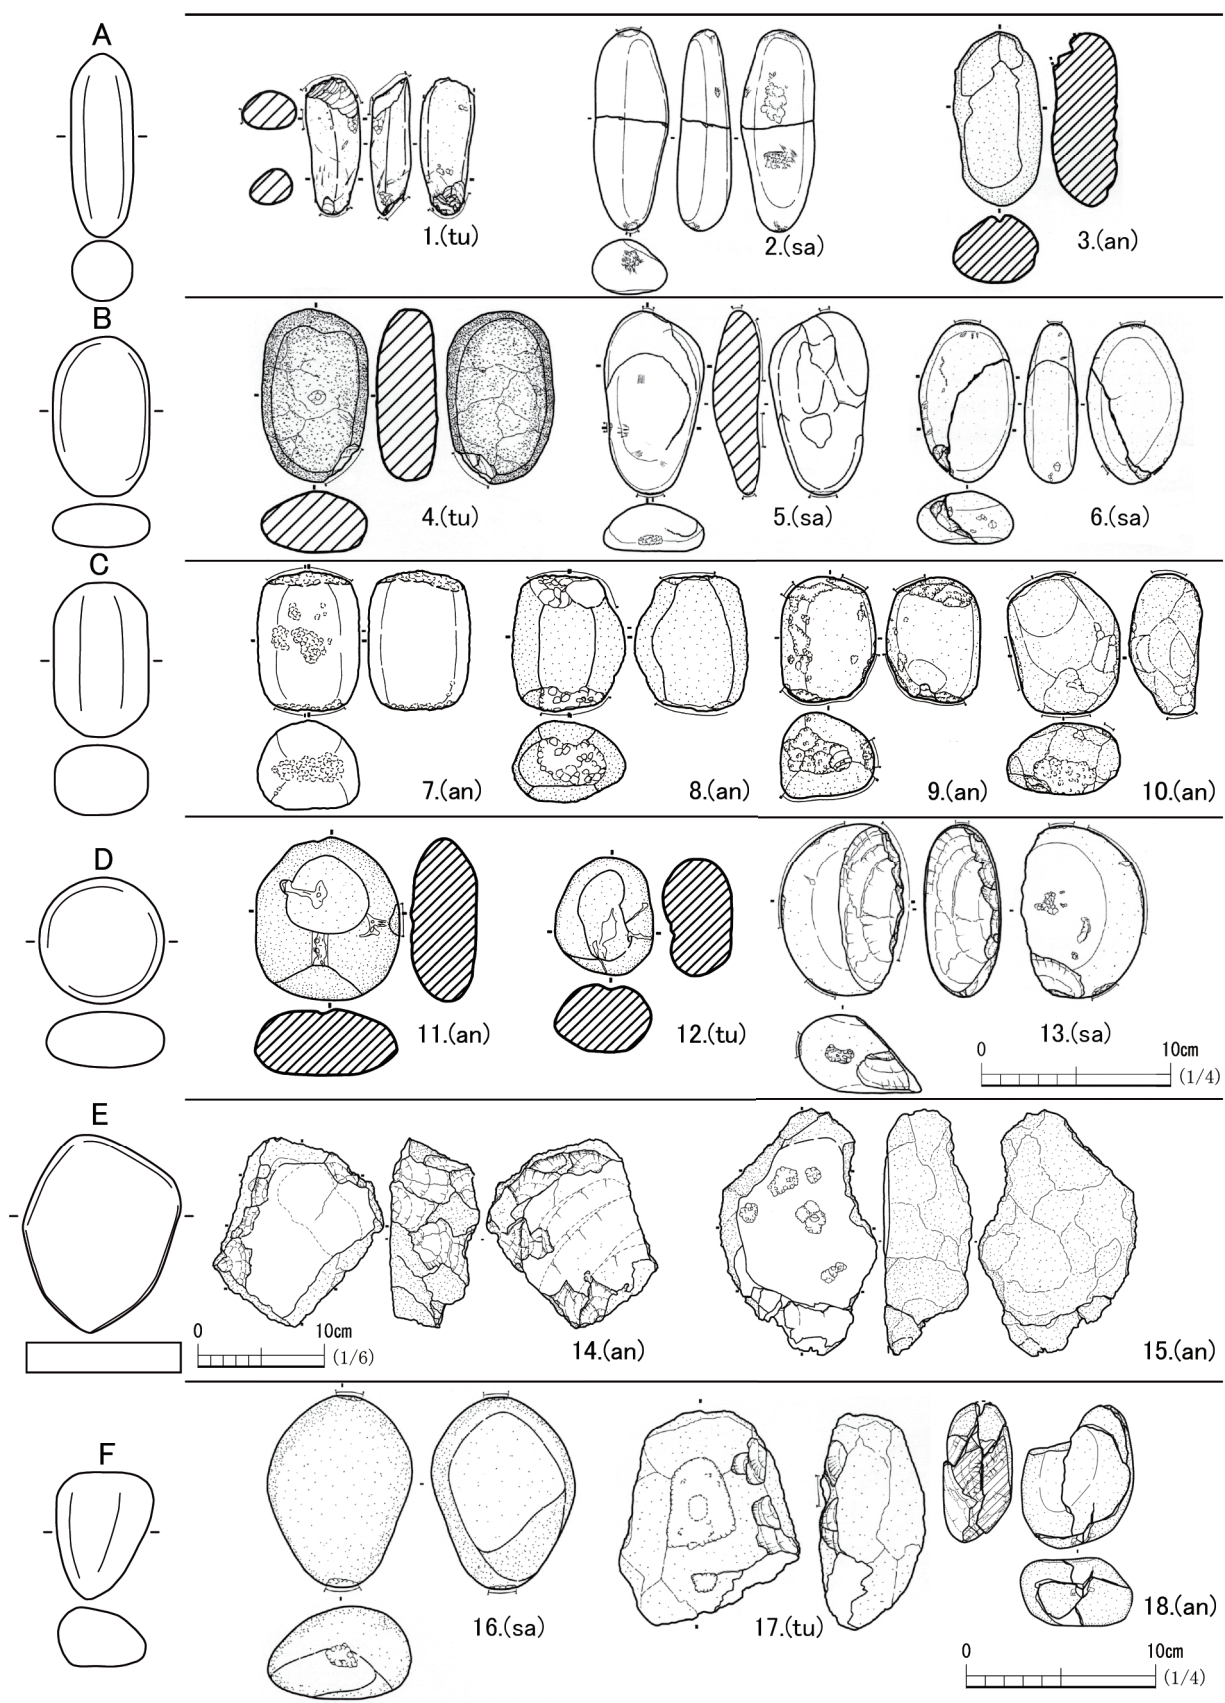 A
1.(tu)
2.(sa)
3.(an)
B
4.(tu)
5.(sa)
6.(sa)
C
7.(an)
8.(an)
9.(an)
10.(an)
D
11.(an)
12.(tu)
13.(sa)
0 10cm
(1/4)
E
14.(an)
15.(an)
0 10cm
(1/6)
F
16.(sa)
17.(tu)
18.(an)
0 10cm
(1/4)